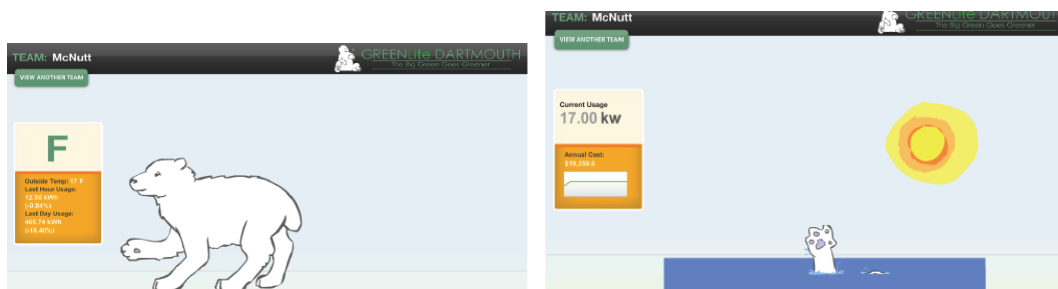 TEAM: McNutt
GREENLite DARTMOUTH
The Big Green Goes Greener
VIEW ANOTHER TEAM
F
Outside Temp: 17 F
Last Hour Usage:
12.50 kWh
(-0.84%)
Last Day Usage:
465.74 kWh
(-18.40%)
TEAM: McNutt
GREENLite DARTMOUTH
The Big Green Goes Greener
VIEW ANOTHER TEAM
Current Usage
17.00 kw
Annual Cost: